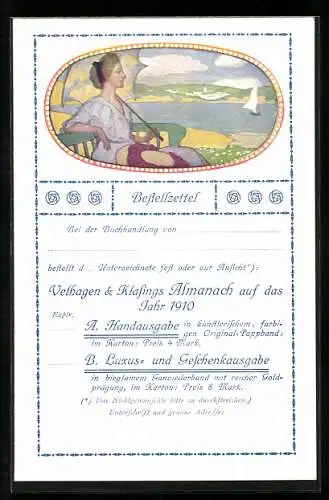 Bestellzettel
Bei der Buchhandlung von
bestellt d... Unterzeichnete fest oder zur Ansicht*):
Velhagen & Klasings Almanach auf das
Jahr 1910
Explr.
A. Handausgabe in künstlerischem, farbi-
gen Original-Pappband:
im Karton: Preis 4 Mark.
B. Luxus- und Geschenkausgabe
in biegsamem Ganzlederband mit reicher Gold-
prägung, im Karton: Preis 8 Mark.
(*) Das Nichtgewünschte bitte zu durchstreichen.)
Unterschrift und genaue Adresse: